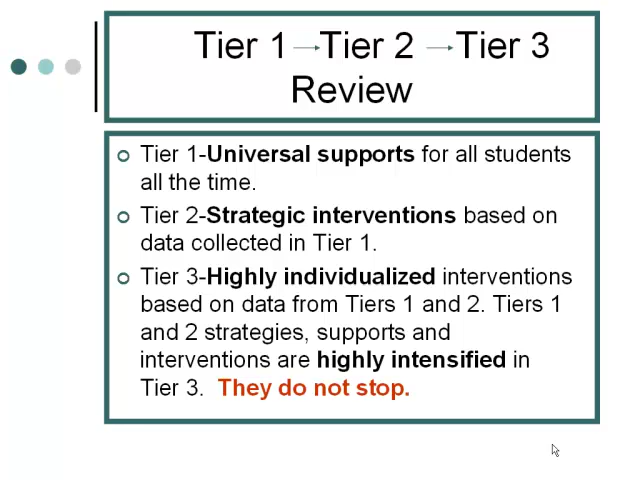 Tier 1 → Tier 2 → Tier 3
Review
Tier 1-Universal supports for all students
all the time.
Tier 2-Strategic interventions based on
data collected in Tier 1.
Tier 3-Highly individualized interventions
based on data from Tiers 1 and 2. Tiers 1
and 2 strategies, supports and
interventions are highly intensified in
Tier 3. They do not stop.